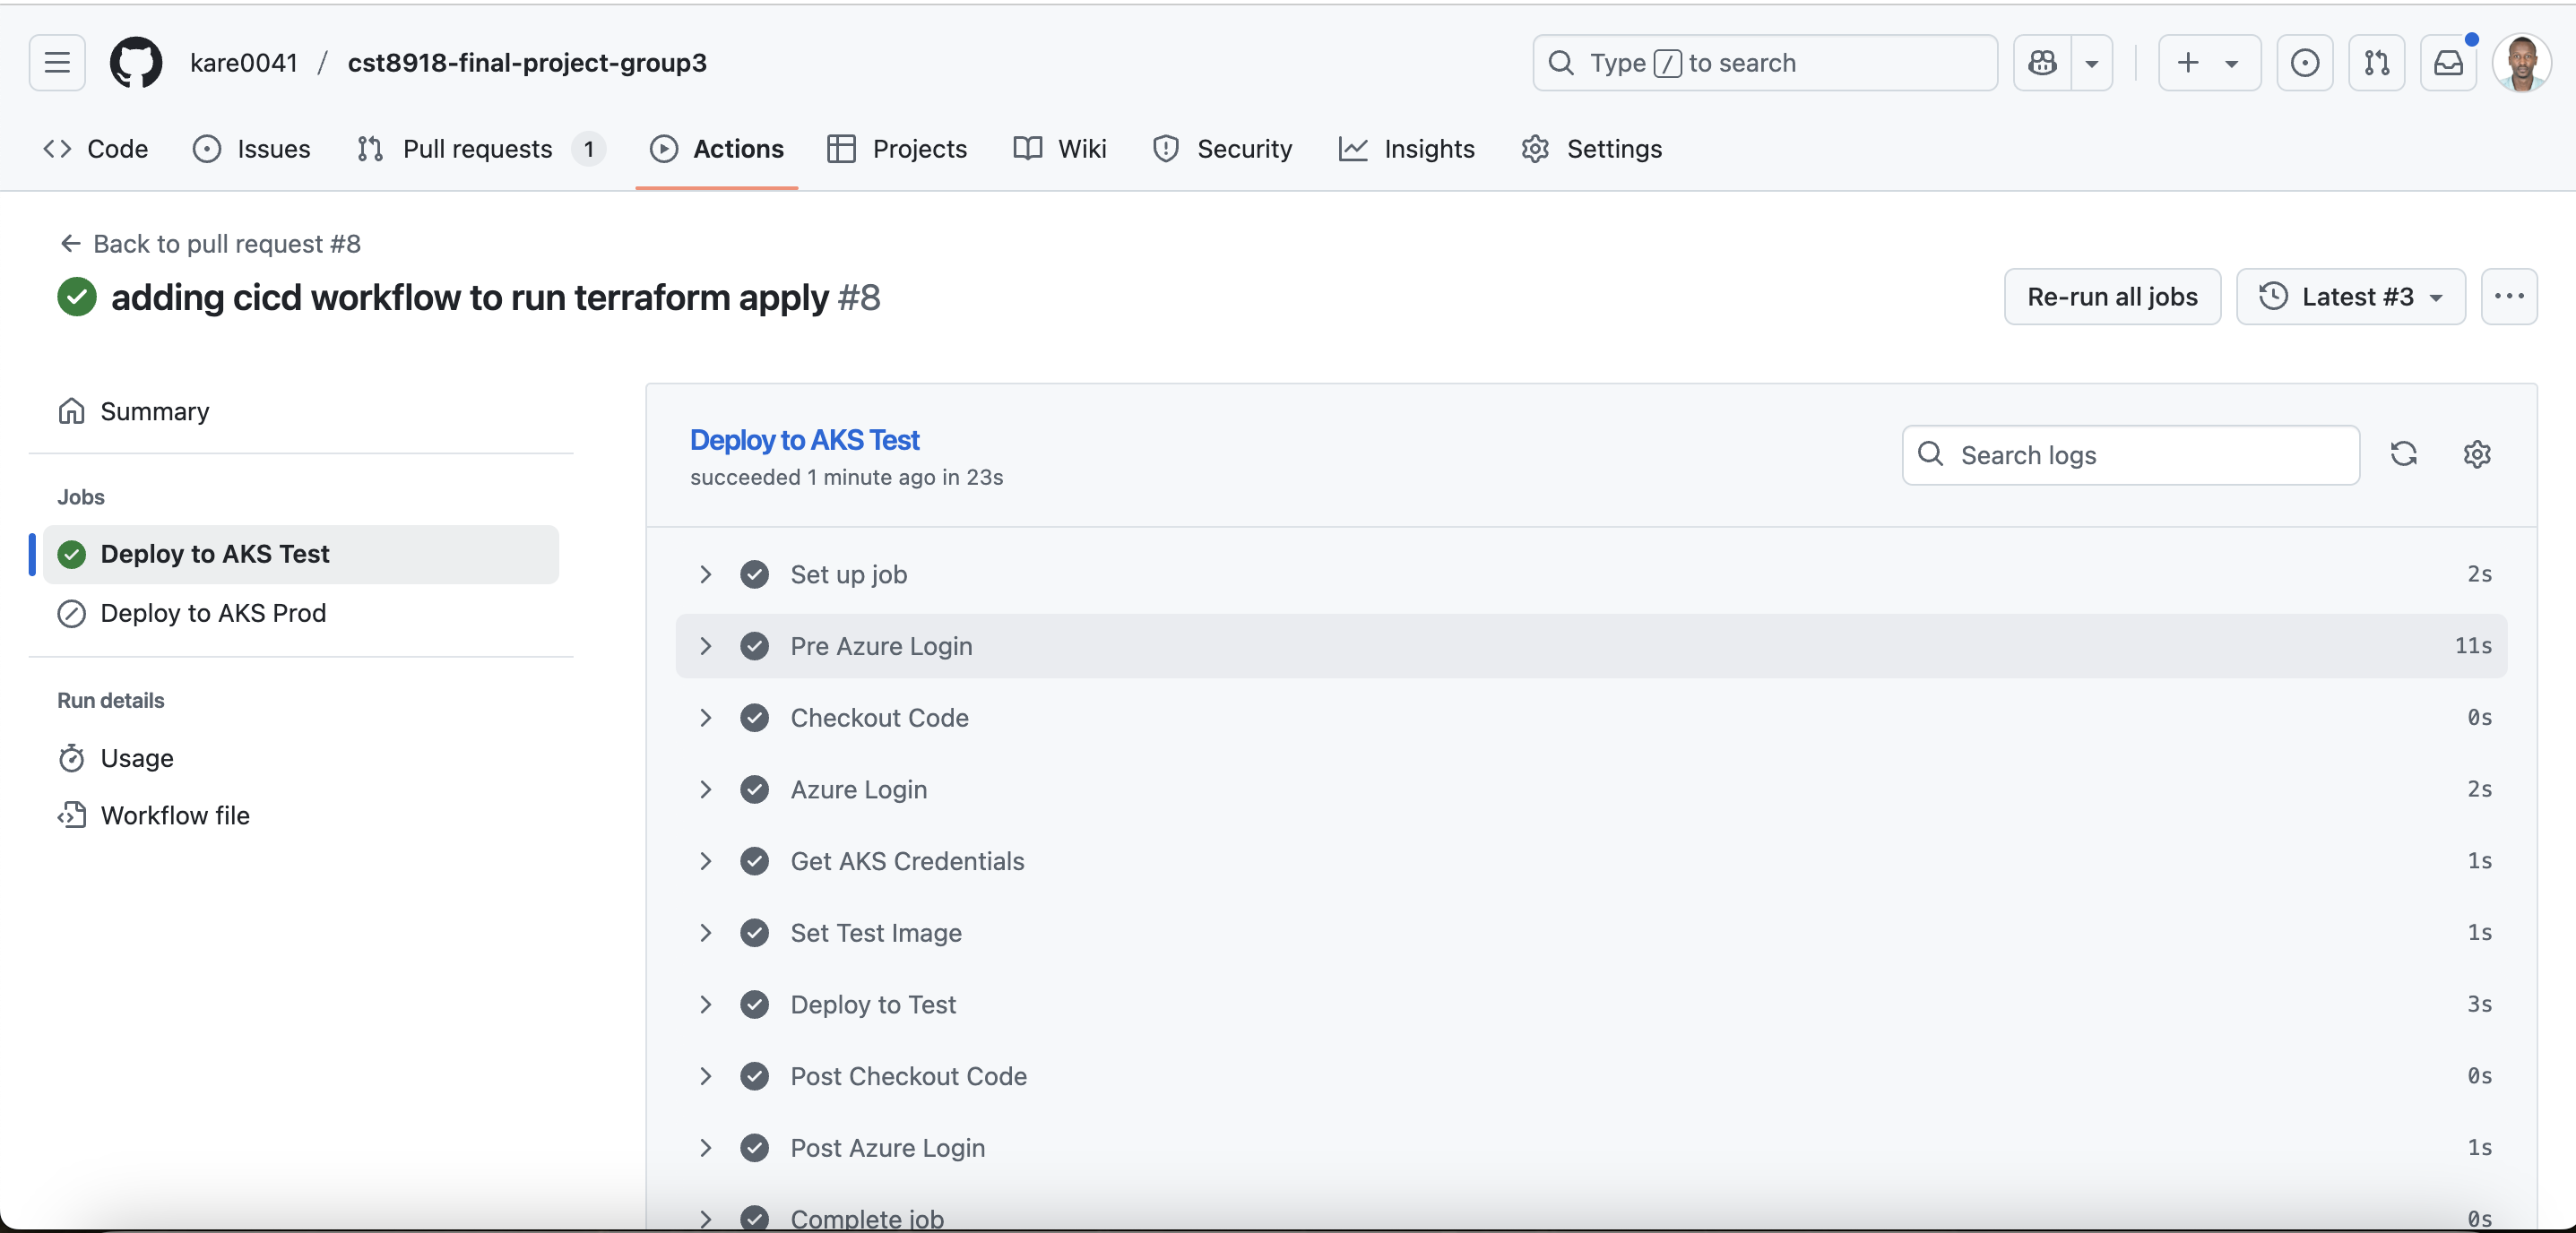 kare0041 / cst8918-final-project-group3
Type / to search
Code
Issues
Pull requests 1
Actions
Projects
Wiki
Security
Insights
Settings
← Back to pull request #8
adding cicd workflow to run terraform apply #8
Re-run all jobs
Latest #3
Summary
Jobs
Deploy to AKS Test
Deploy to AKS Prod
Run details
Usage
Workflow file
Deploy to AKS Test
succeeded 1 minute ago in 23s
Search logs
Set up job 2s
Pre Azure Login 11s
Checkout Code 0s
Azure Login 2s
Get AKS Credentials 1s
Set Test Image 1s
Deploy to Test 3s
Post Checkout Code 0s
Post Azure Login 1s
Complete job 0s